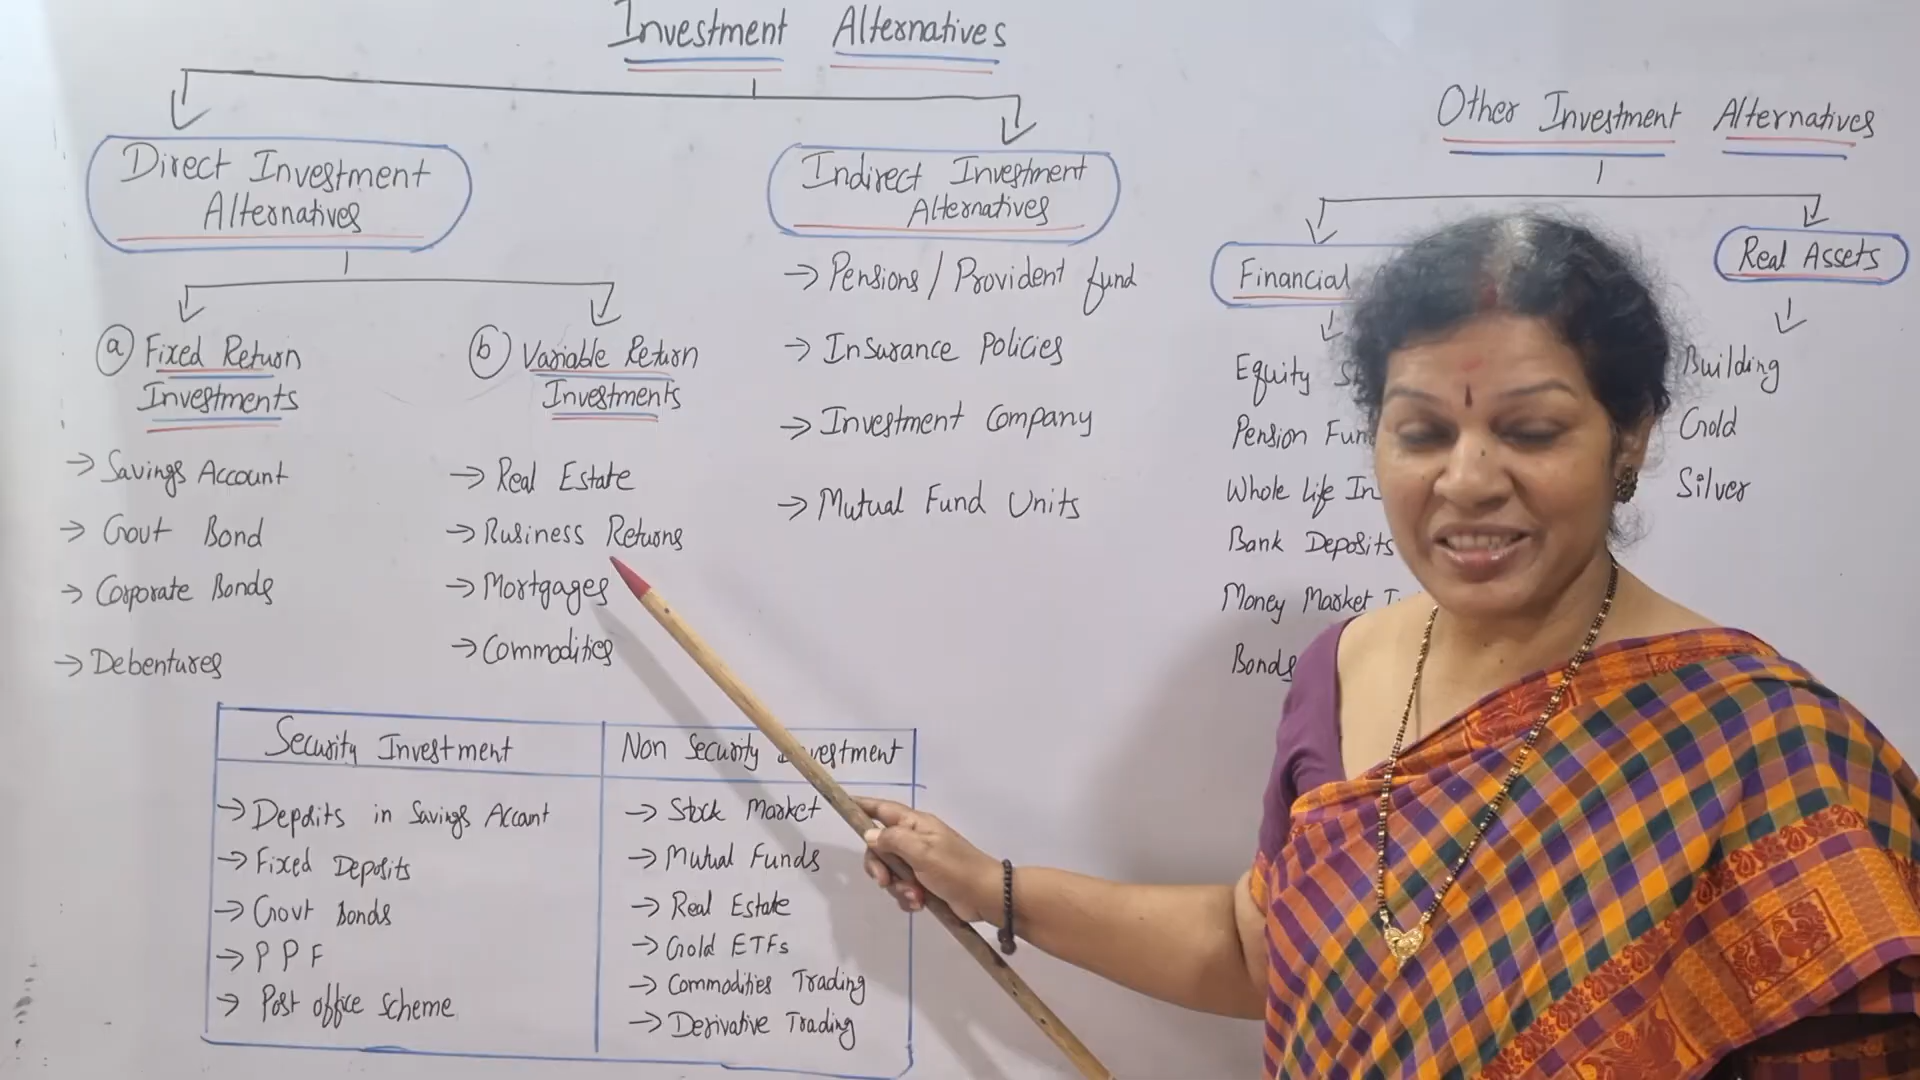 Investment Alternatives
Direct Investment
Alternatives
a Fixed Return
Investments
→ Savings Account
→ Govt Bond
→ Corporate Bonds
→ Debentures
b Variable Return
Investments
→ Real Estate
→ Business Returns
→ Mortgages
→ Commodities
Indirect Investment
Alternatives
→ Pensions / Provident fund
→ Insurance Policies
→ Investment Company
→ Mutual Fund Units
Security Investment
→ Deposits in Savings Account
→ Fixed Deposits
→ Govt Bonds
→ P P F
→ Post office Scheme
Non Security Investment
→ Stock Market
→ Mutual Funds
→ Real Estate
→ Gold ETFs
→ Commodities Trading
→ Derivative Trading
Other Investment Alternatives
Financial
Equity
Pension
Whole Life
Bank Deposits
Money Market
Bonds
Real Assets
Building
Gold
Silver